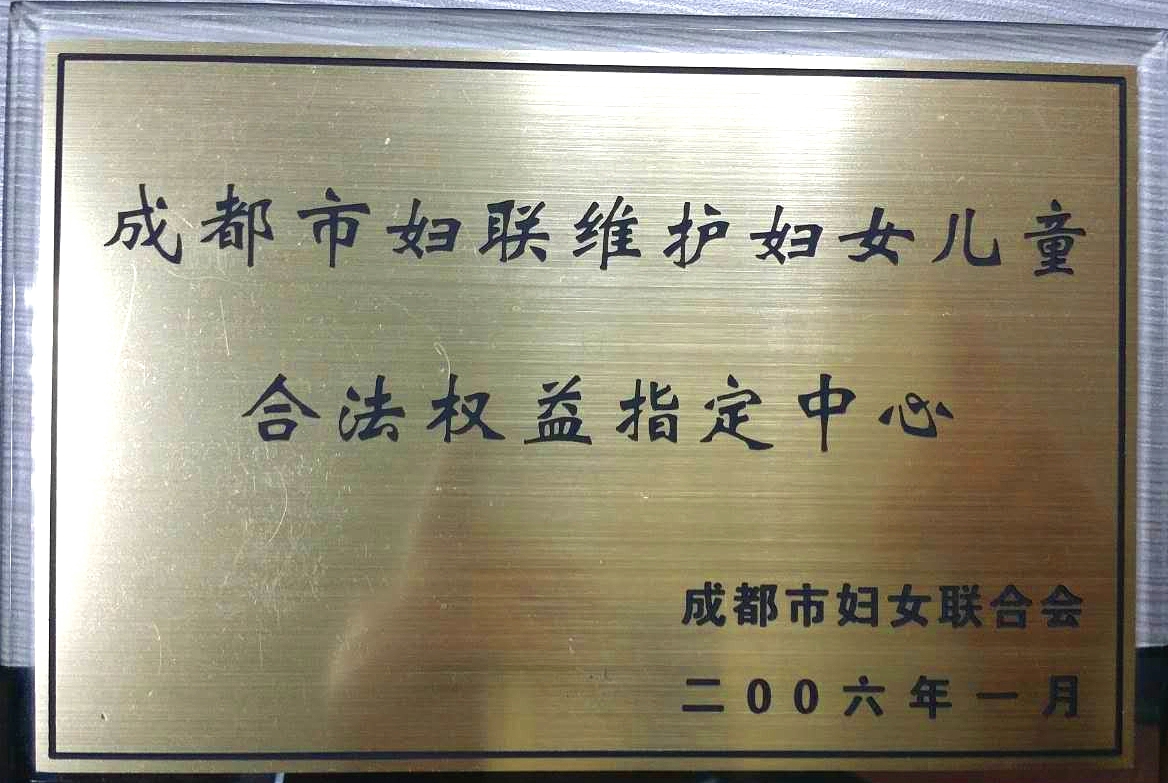 成都市妇联维护妇女儿童
合法权益指定中心
成都市妇女联合会
二00六年一月